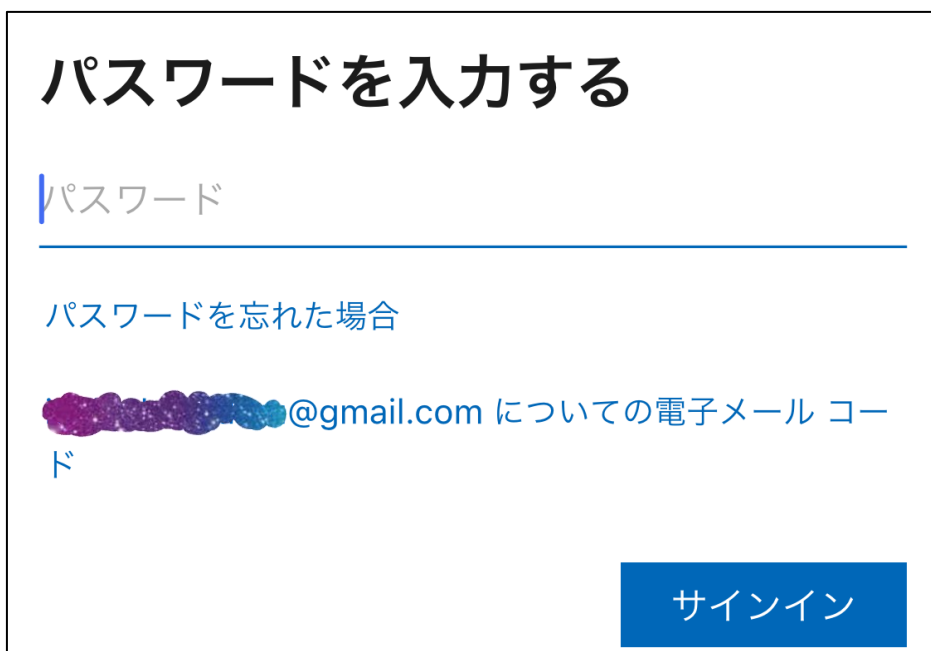 パスワードを入力する
パスワード
パスワードを忘れた場合
@gmail.com についての電子メール コー
ド
サインイン